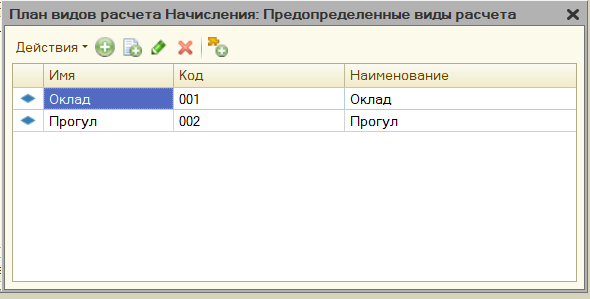 План видов расчета Начисления: Предопределенные виды расчета
Действия
Имя Код Наименование
Оклад 001 Оклад
Прогул 002 Прогул